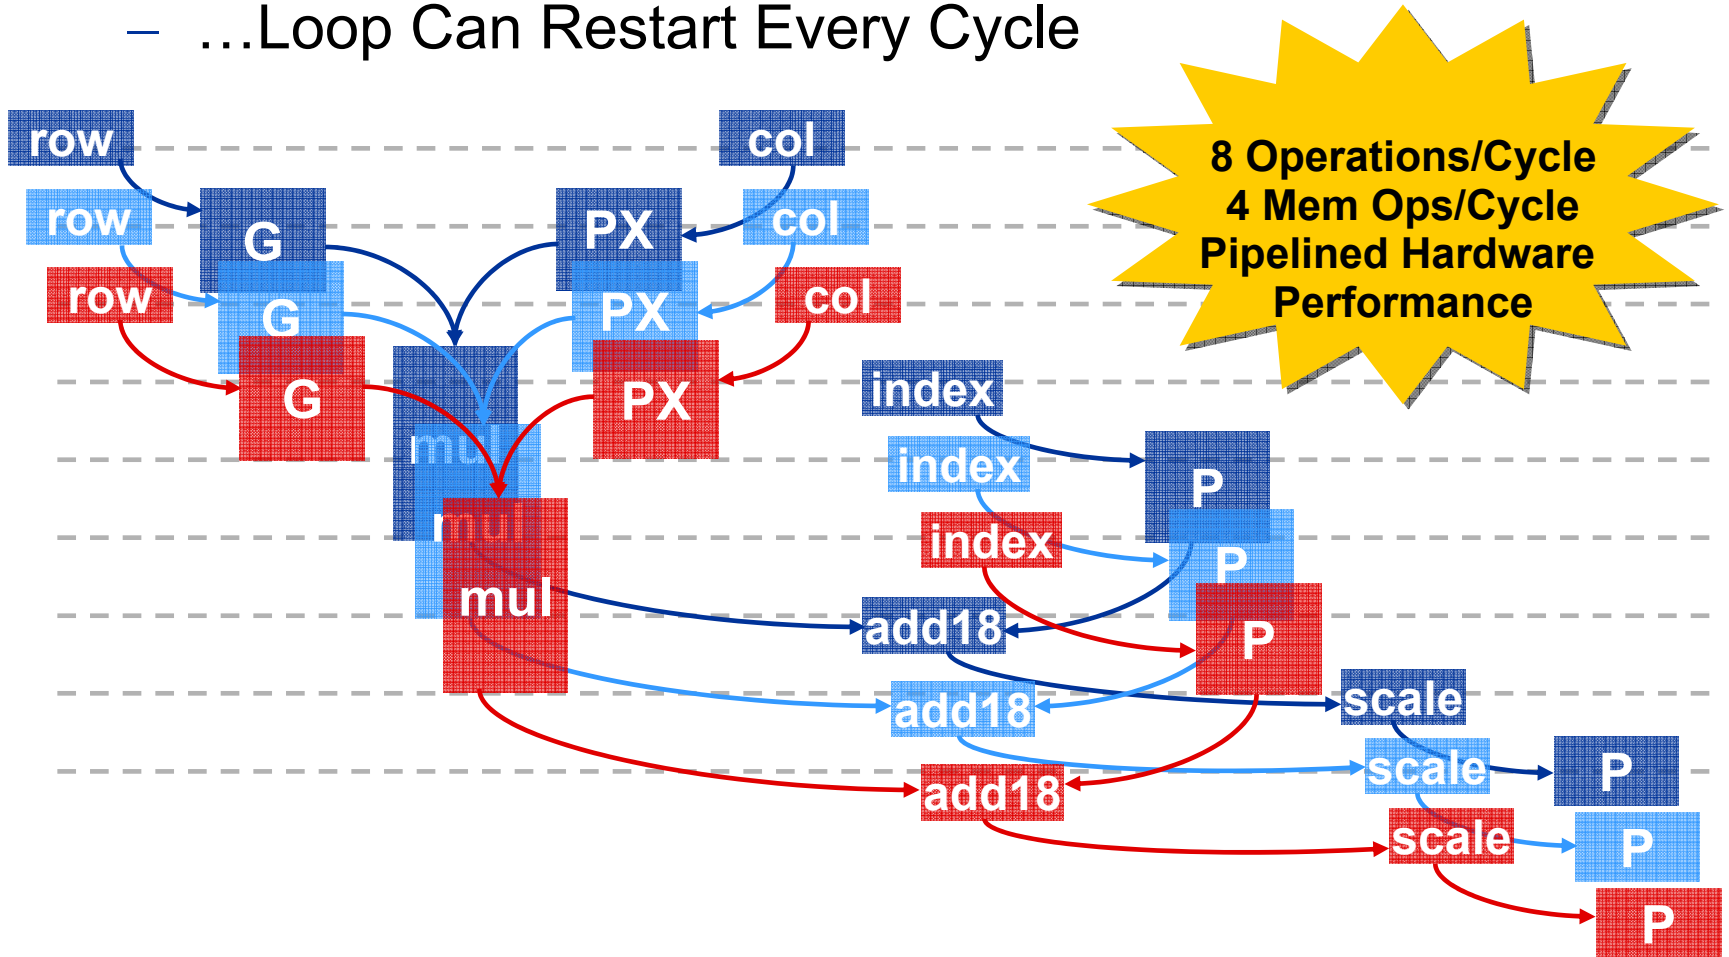 – …Loop Can Restart Every Cycle
8 Operations/Cycle
4 Mem Ops/Cycle
Pipelined Hardware
Performance
row
col
row
G
PX
col
row
G
PX
col
G
PX
index
mul
index
P
mul
index
P
mul
add18
P
add18
scale
add18
scale
P
scale
P
P